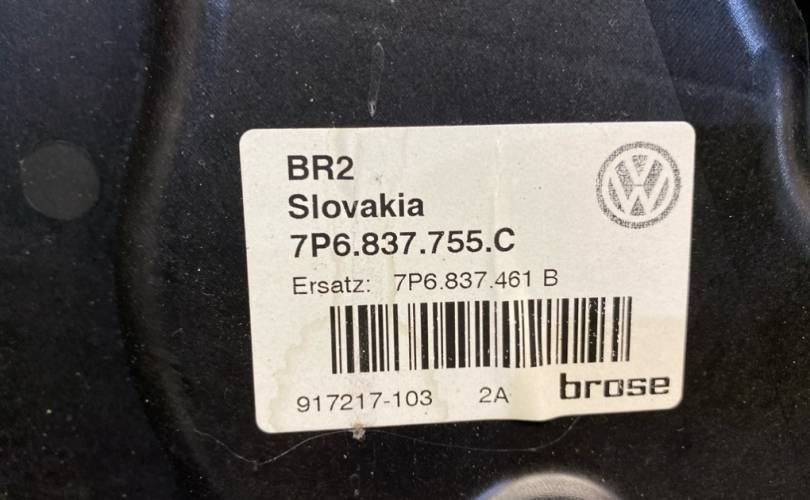 BR2
Slovakia
7P6.837.755.C
Ersatz: 7P6.837.461 B
917217-103 2A brose